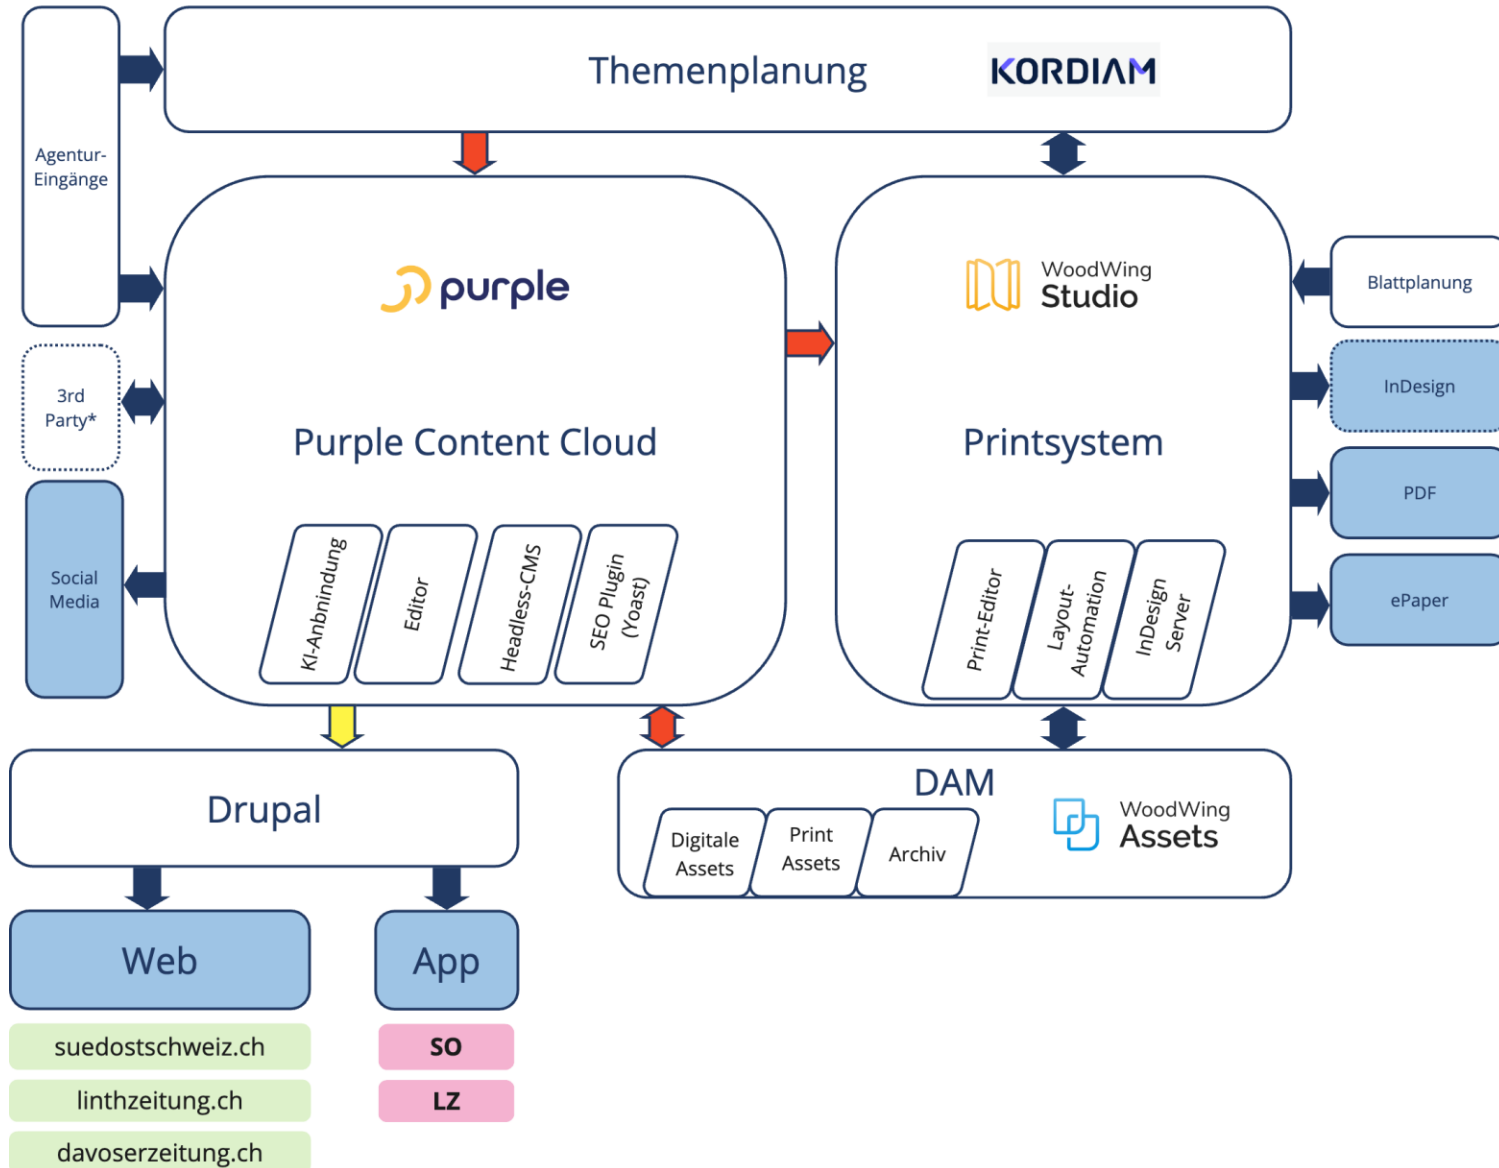 Themenplanung
KORDIAM
Agentur-
Eingänge
purple
WoodWing
Studio
Blattplanung
3rd
Party*
InDesign
Purple Content Cloud
Printsystem
PDF
Social
Media
KI-Anbnindung
Editor
Headless-CMS
SEO Plugin
(Yoast)
Print-Editor
Layout-
Automation
InDesign
Server
ePaper
Drupal
DAM
Digitale
Assets
Print
Assets
Archiv
WoodWing
Assets
Web
App
suedostschweiz.ch
SO
linthzeitung.ch
LZ
davoserzeitung.ch